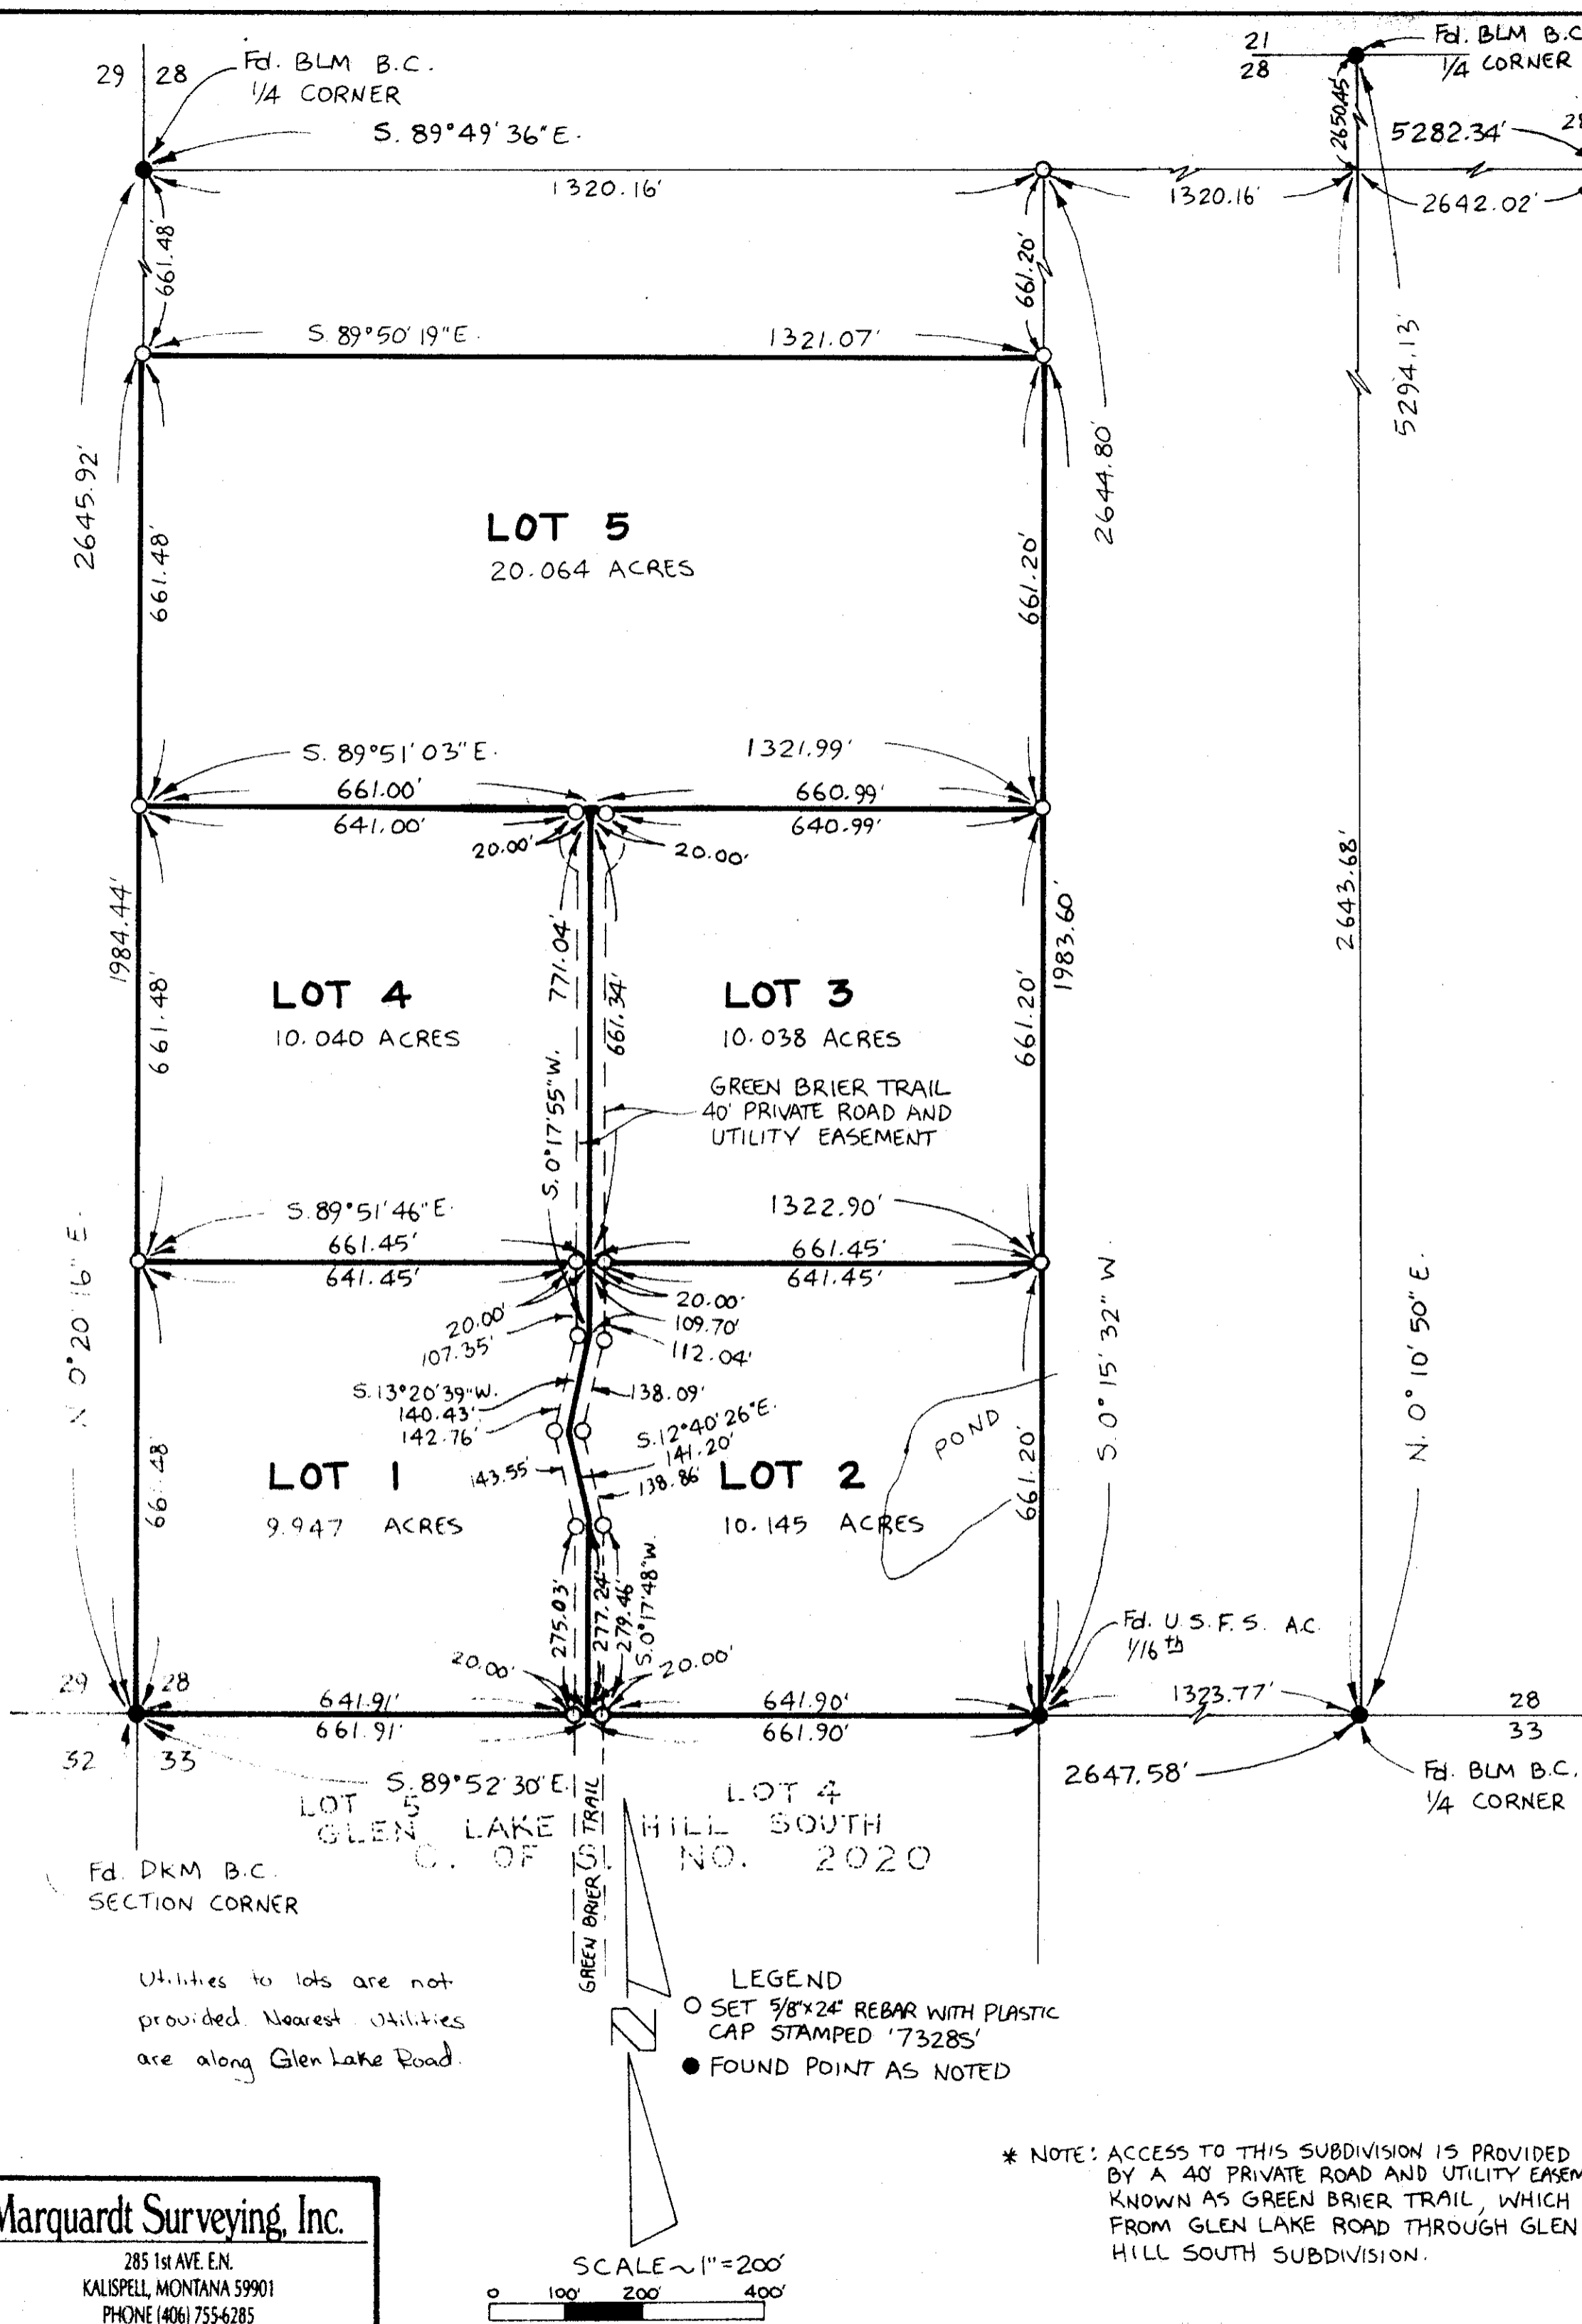 29 28
Fd. BLM B.C.
1/4 CORNER
21
28
Fd. BLM B.C
1/4 CORNER
S. 89°49'36"E.
1320.16'
1320.16'
2650.45
5282.34'
28
2642.02'
661.48'
661.20'
S. 89°50'19"E.
1321.07'
5294.13'
2645.92'
2644.80'
661.48'
LOT 5
20.064 ACRES
661.20'
S. 89°51'03"E.
1321.99'
661.00'
660.99'
641.00'
640.99'
20.00'
20.00'
1984.44'
1983.60'
2643.68'
771.04'
S. 0°17'55"W.
661.34'
LOT 4
10.040 ACRES
661.48'
LOT 3
10.038 ACRES
661.20'
GREEN BRIER TRAIL
40' PRIVATE ROAD AND
UTILITY EASEMENT
S. 89°51'46"E.
1322.90'
661.45'
661.45'
641.45'
641.45'
20.00'
20.00'
109.70'
107.35'
112.04'
N 0°20'16" E.
S. 0°15'32" W.
N. 0°10'50" E.
S. 13°20'39"W.
140.43'
142.76'
138.09'
S. 12°40'26"E.
141.20'
138.86'
143.55'
POND
LOT 1
9.947 ACRES
LOT 2
10.145 ACRES
661.20'
275.03'
277.24'
279.46'
S. 0°17'48"W.
20.00'
20.00'
Fd. U.S.F.S. A.C.
1/16th
29 28
641.91'
641.90'
661.91'
661.90'
1323.77'
28
33
32 33
S. 89°52'30"E.
2647.58'
Fd. BLM B.C.
1/4 CORNER
LOT 5
LOT 4
GLEN LAKE HILL SOUTH
C. OF S. NO. 2020
GREEN BRIER TRAIL
Fd. DKM B.C.
SECTION CORNER
Utilities to lots are not
provided. Nearest Utilities
are along Glen Lake Road.
N
LEGEND
O SET 5/8"x24" REBAR WITH PLASTIC
CAP STAMPED '7328S'
● FOUND POINT AS NOTED
* NOTE: ACCESS TO THIS SUBDIVISION IS PROVIDED
BY A 40' PRIVATE ROAD AND UTILITY EASEM
KNOWN AS GREEN BRIER TRAIL, WHICH
FROM GLEN LAKE ROAD THROUGH GLEN
HILL SOUTH SUBDIVISION.
Marquardt Surveying, Inc.
285 1st AVE. E.N.
KALISPELL, MONTANA 59901
PHONE (406) 755-6285
SCALE ~ 1" = 200'
0 100' 200' 400'